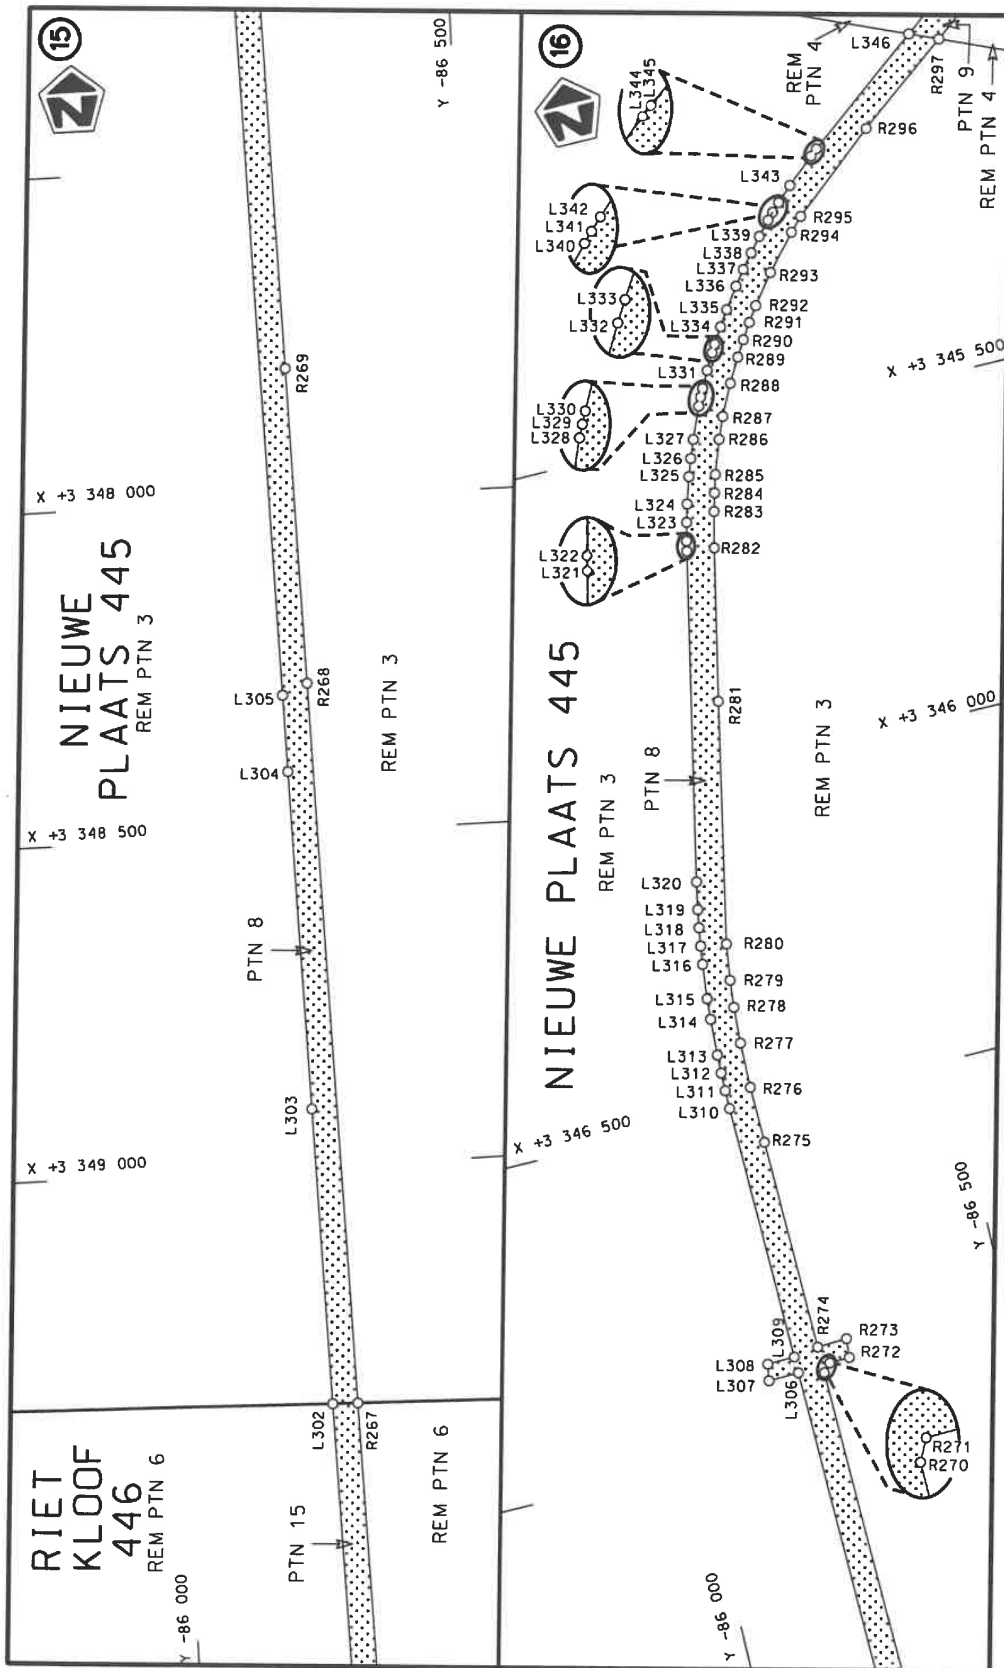 15
N
Y -86 500
R269
X +3 348 000
NIEUWE
PLAATS 445
REM PTN 3
L305
R268
REM PTN 3
L304
X +3 348 500
PTN 8
L303
X +3 349 000
L302
R267
RIET
KLOOF
446
REM PTN 6
REM PTN 6
PTN 15
Y -86 000
16
N
L346
REM
PTN 4
R297
PTN 9
REM PTN 4
L344
L345
R296
L343
L342
L341
L340
R295
R294
L339
L338
L337
L336
R293
L333
L332
L335
L334
R292
R291
R290
R289
X +3 345 500
L331
R288
L330
L329
L328
R287
L327
R286
L326
L325
R285
L324
R284
L323
R283
L322
L321
R282
NIEUWE PLAATS 445
REM PTN 3
PTN 8
R281
X +3 346 000
REM PTN 3
L320
L319
L318
L317
L316
R280
R279
L315
R278
L314
R277
L313
L312
L311
R276
L310
R275
X +3 346 500
Y -86 500
L309
R274
R273
L308
R272
L307
L306
R271
R270
Y -86 000